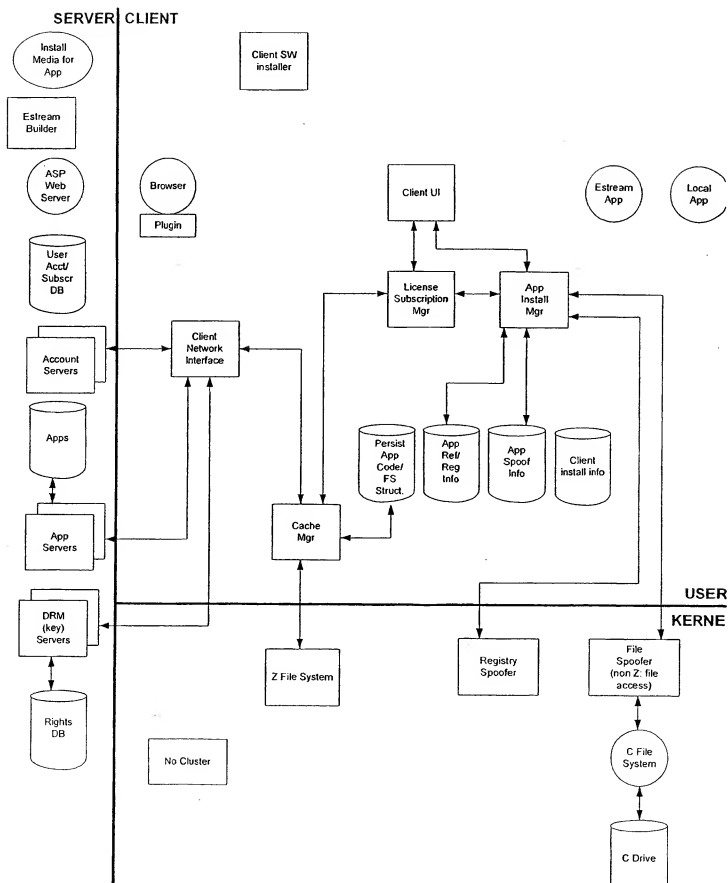 SERVER CLIENT
Install
Media for
App
Client SW
installer
Estream
Builder
ASP
Web
Server
Browser
Plugin
Client UI
Estream
App
Local
App
User
Acct/
Subscr
DB
License
Subscription
Mgr
App
Install
Mgr
Account
Servers
Client
Network
Interface
Apps
Persist
App
Code/
FS
Struct.
App
Ref/
Reg
Info
App
Spoof
Info
Client
install info
App
Servers
Cache
Mgr
USER
KERNE
DRM
(key)
Servers
Z File System
Registry
Spoofer
File
Spoofer
(non Z: file
access)
Rights
DB
No Cluster
C File
System
C Drive